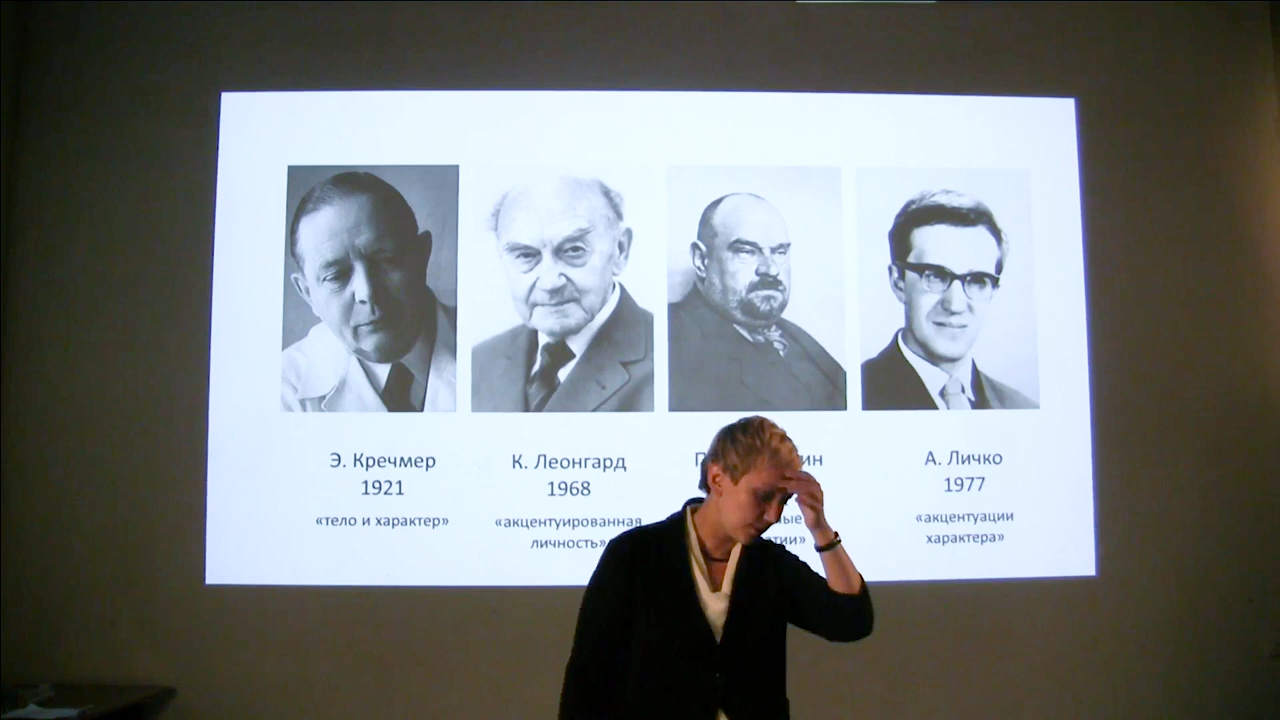 Э. Кречмер
1921
«тело и характер»
К. Леонгард
1968
«акцентуированная
личность»
А. Личко
1977
«акцентуации
характера»